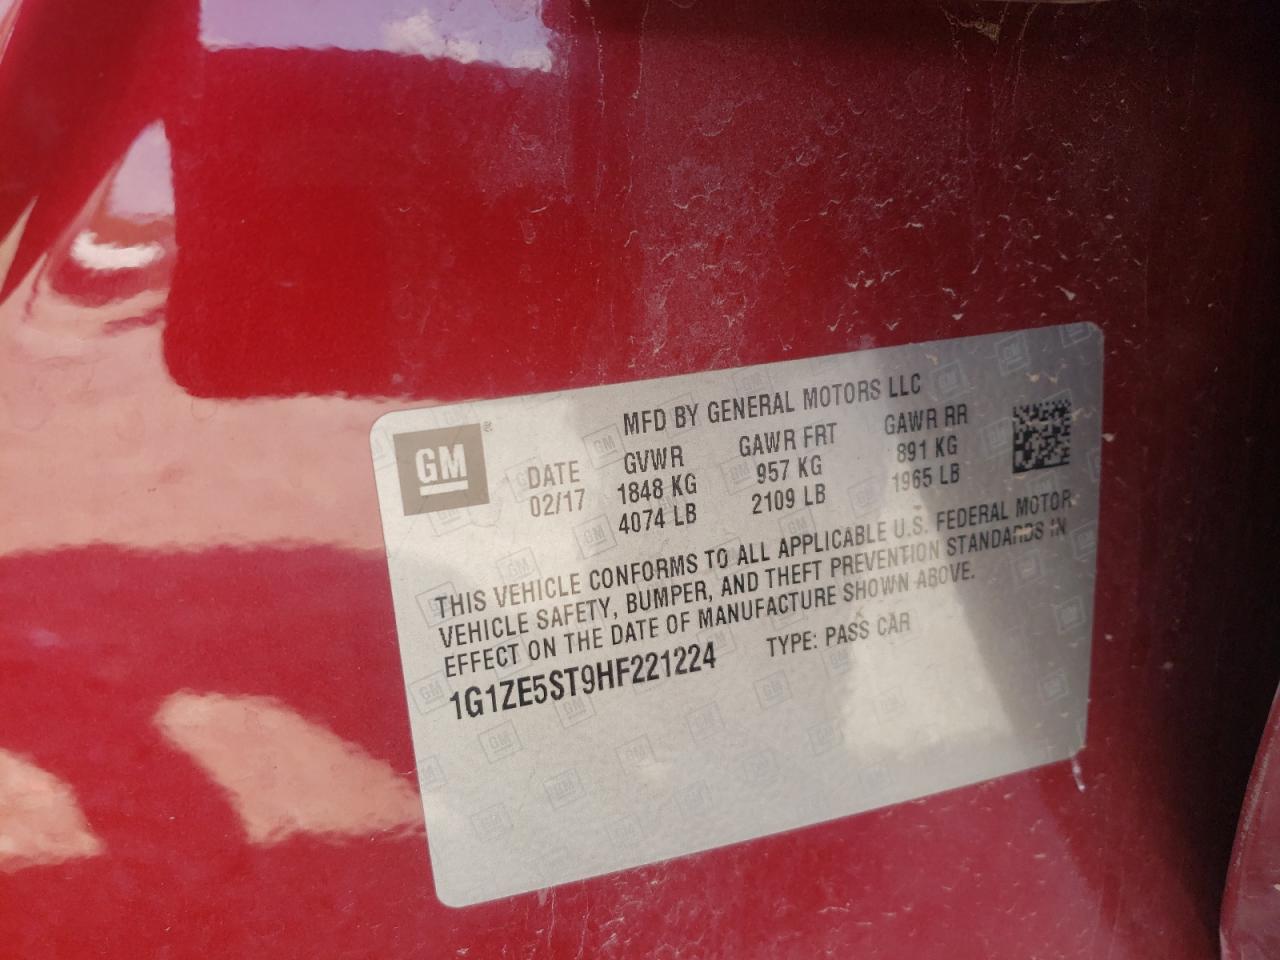 MFD BY GENERAL MOTORS LLC
GM ®
DATE GVWR GAWR FRT GAWR RR
02/17 1848 KG 957 KG 891 KG
4074 LB 2109 LB 1965 LB
THIS VEHICLE CONFORMS TO ALL APPLICABLE U.S. FEDERAL MOTOR
VEHICLE SAFETY, BUMPER, AND THEFT PREVENTION STANDARDS IN
EFFECT ON THE DATE OF MANUFACTURE SHOWN ABOVE.
1G1ZE5ST9HF221224 TYPE: PASS CAR